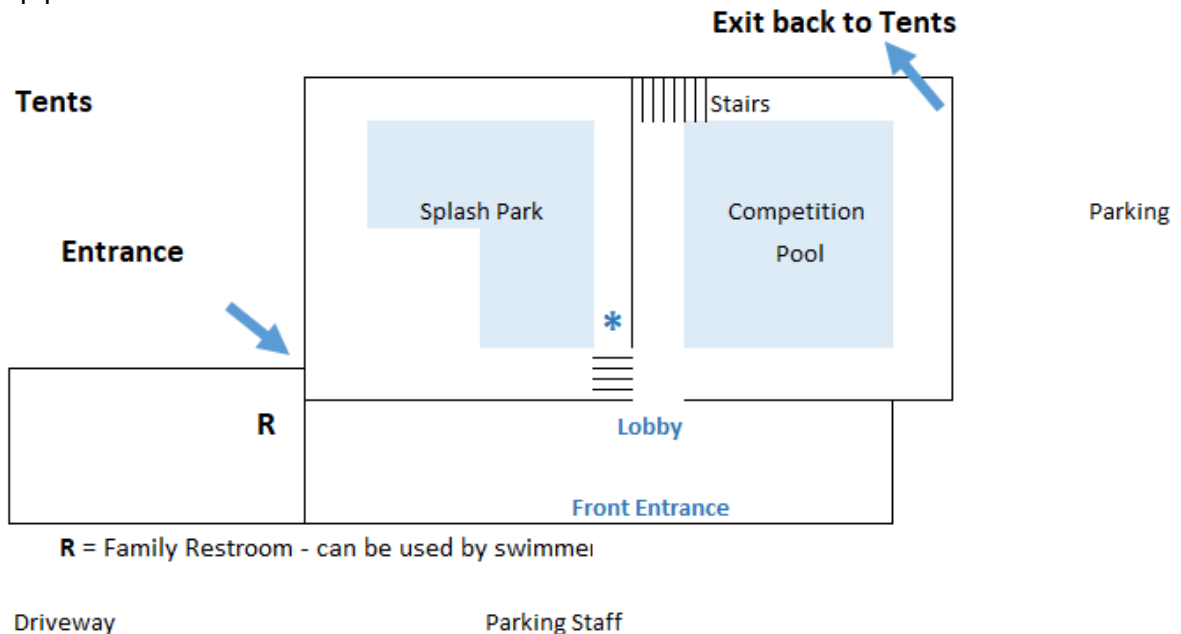 Exit back to Tents
Tents
Stairs
Splash Park
Competition
Pool
Parking
Entrance
*
R
Lobby
Front Entrance
R = Family Restroom - can be used by
Driveway
Parking Staff